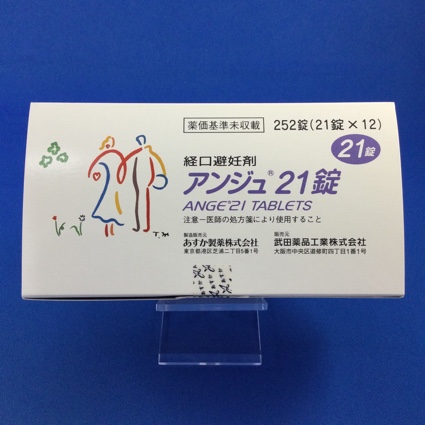 薬価基準未収載 252錠(21錠×12)
21錠
経口避妊剤
アンジュ®21錠
ANGE®21 TABLETS
注意－医師の処方箋により使用すること
製造販売元
あすか製薬株式会社
東京都港区芝浦二丁目5番1号
販売元
武田薬品工業株式会社
大阪市中央区道修町四丁目1番1号